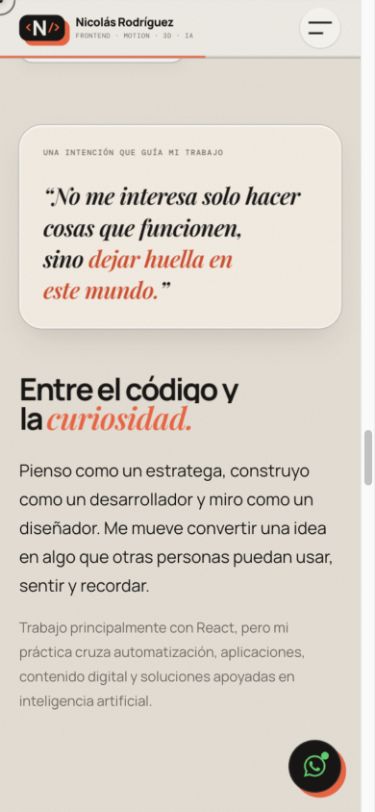 <N/>
Nicolás Rodríguez
FRONTEND · MOTION · 3D · IA
UNA INTENCIÓN QUE GUÍA MI TRABAJO
“No me interesa solo hacer
cosas que funcionen,
sino dejar huella en
este mundo.”
Entre el código y
la curiosidad.
Pienso como un estratega, construyo
como un desarrollador y miro como un
diseñador. Me mueve convertir una idea
en algo que otras personas puedan usar,
sentir y recordar.
Trabajo principalmente con React, pero mi
práctica cruza automatización, aplicaciones,
contenido digital y soluciones apoyadas en
inteligencia artificial.